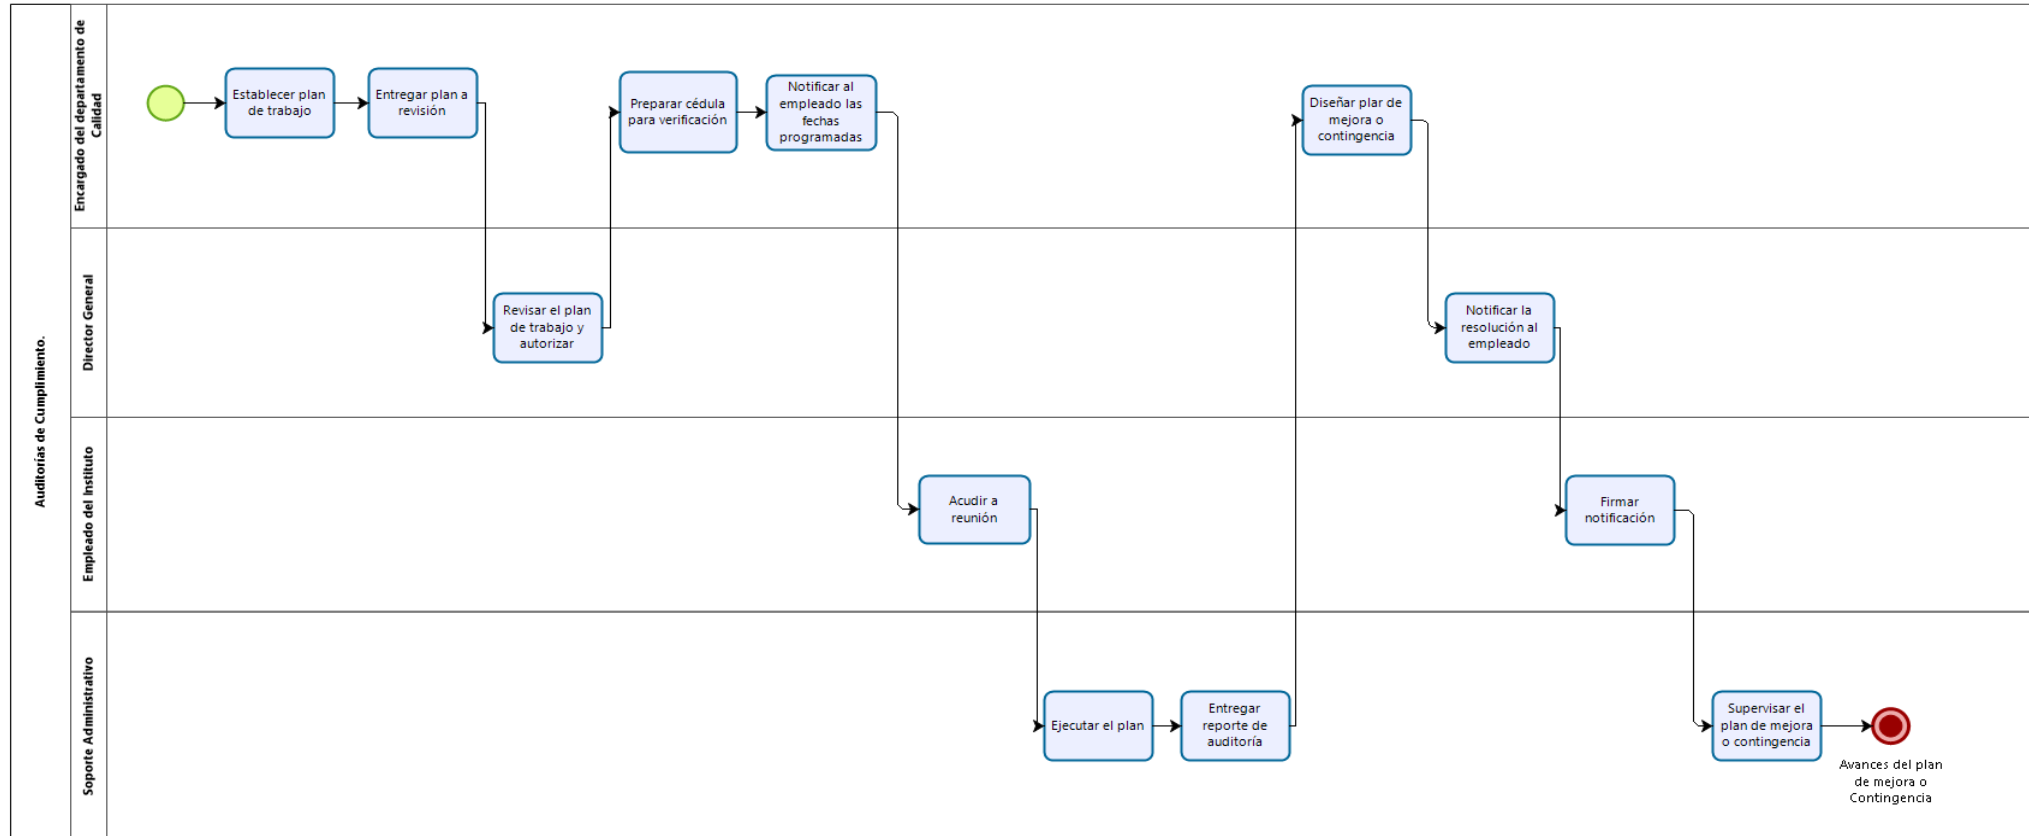 Auditorías de Cumplimiento.
Encargado del departamento de
Calidad
Establecer plan
de trabajo
Entregar plan a
revisión
Preparar cédula
para verificación
Notificar al
empleado las
fechas
programadas
Diseñar plar de
mejora o
contingencia
Director General
Revisar el plan
de trabajo y
autorizar
Notificar la
resolución al
empleado
Empleado del Instituto
Acudir a
reunión
Firmar
notificación
Soporte Administrativo
Ejecutar el plan
Entregar
reporte de
auditoría
Supervisar el
plan de mejora
o contingencia
Avances del plan
de mejora o
Contingencia